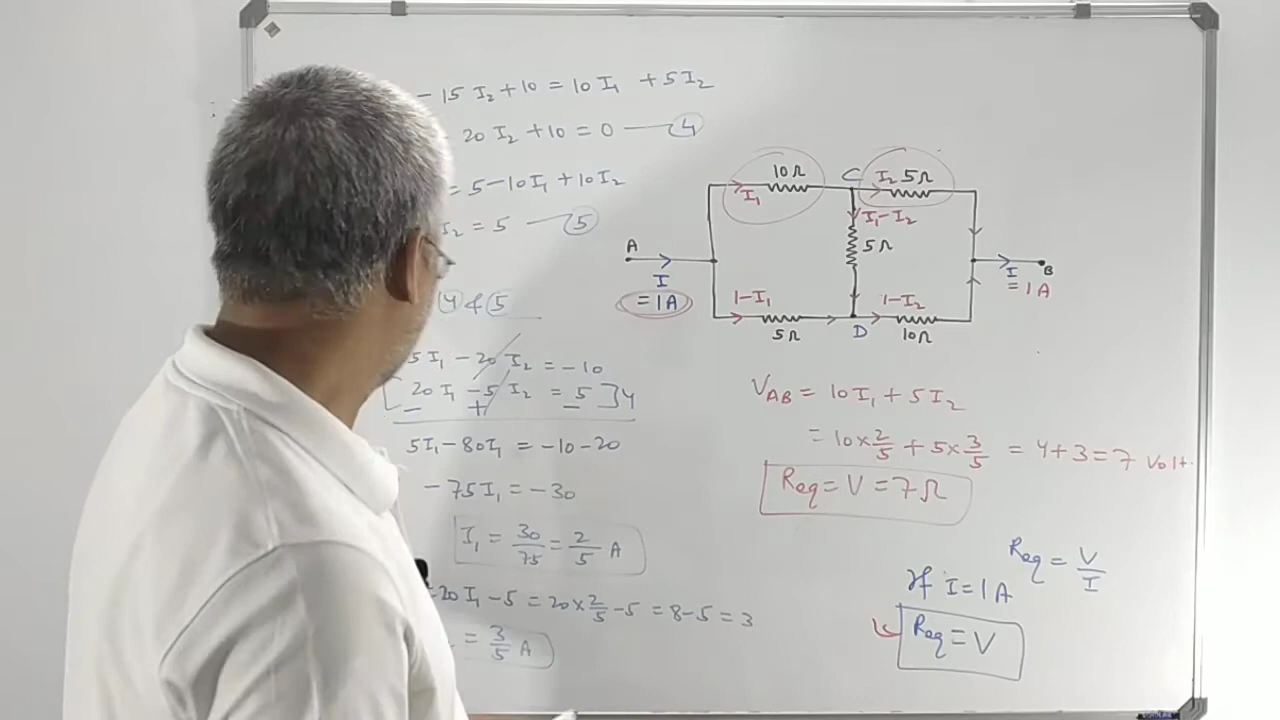 - 15 I₂ + 10 = 10 I₁ + 5 I₂
20 I₂ + 10 = 0 — 4
= 5 - 10 I₁ + 10 I₂
I₂ = 5 — 5
4 & 5
5 I₁ - 20 I₂ = -10
[20 I₁ - 5 I₂ = 5] 4
- + -
5 I₁ - 80 I₁ = -10 - 20
- 75 I₁ = -30
I₁ = 30/75 = 2/5 A
= 20 I₁ - 5 = 20 × 2/5 - 5 = 8 - 5 = 3
= 3/5 A
10Ω C I₂ 5Ω
I₁ I₁-I₂
5Ω
A
I = 1A
I = 1A
B
1-I₁ 1-I₂
5Ω D 10Ω
V_AB = 10 I₁ + 5 I₂
= 10 × 2/5 + 5 × 3/5 = 4 + 3 = 7 Volt.
Req = V = 7Ω
Req = V/I
If I = 1A
Req = V